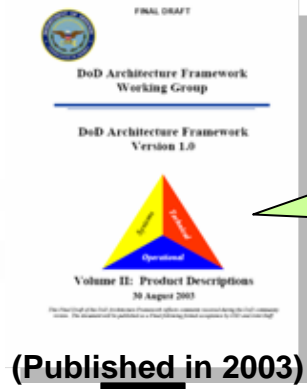 FINAL DRAFT
DoD Architecture Framework
Working Group
DoD Architecture Framework
Version 1.0
Systems
Technical
Operational
Volume II: Product Descriptions
30 August 2003
(Published in 2003)